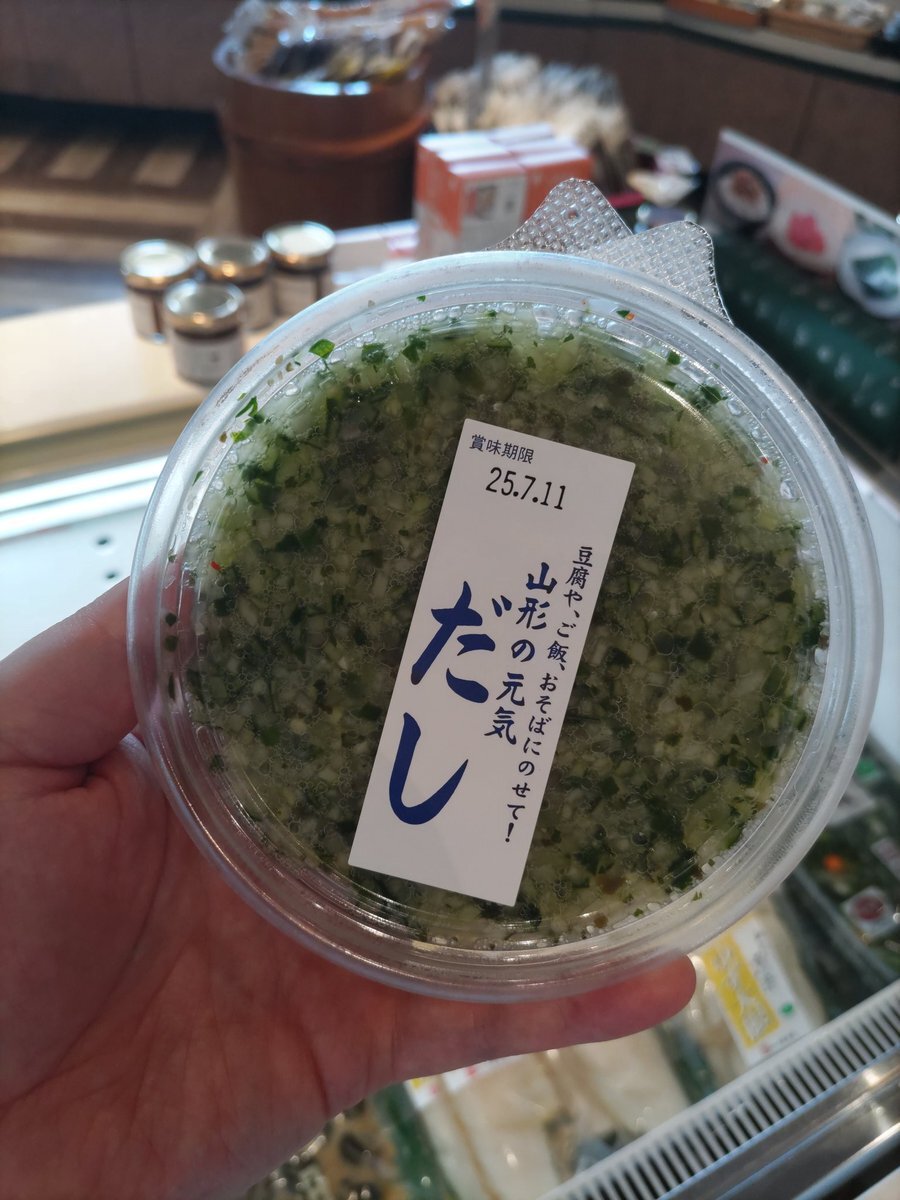 賞味期限
25.7.11
豆腐や、ご飯、おそばにのせて!
山形の元気
だし